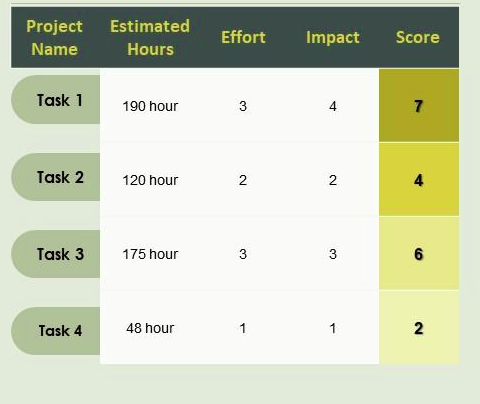 Project Name
Estimated Hours
Effort
Impact
Score
Task 1 190 hour 3 4 7
Task 2 120 hour 2 2 4
Task 3 175 hour 3 3 6
Task 4 48 hour 1 1 2